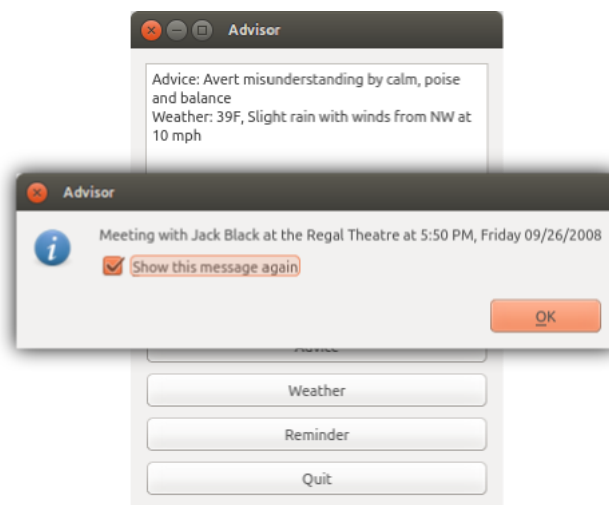 Advisor
Advice: Avert misunderstanding by calm, poise
and balance
Weather: 39F, Slight rain with winds from NW at
10 mph
Advisor
Meeting with Jack Black at the Regal Theatre at 5:50 PM, Friday 09/26/2008
Show this message again
OK
Advice
Weather
Reminder
Quit